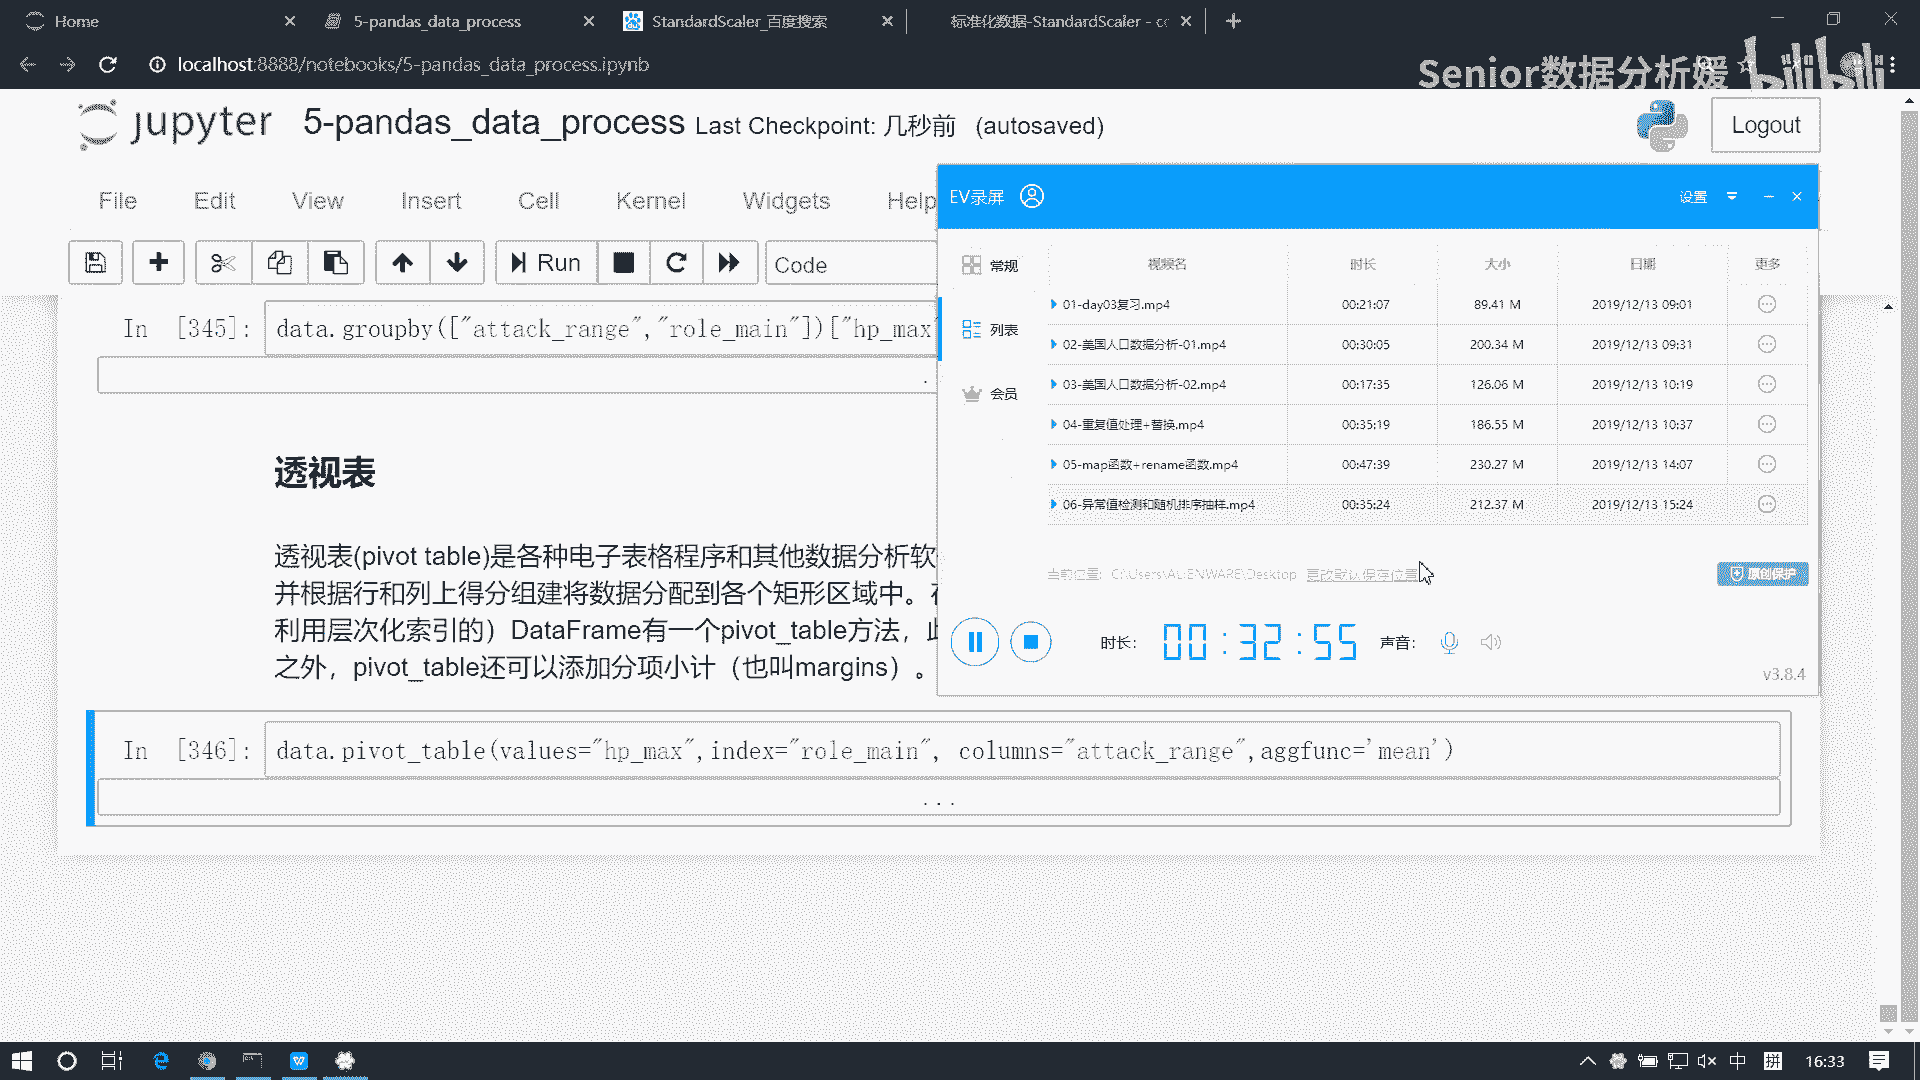 Home
5-pandas_data_process
StandardScaler_百度搜索
标准化数据-StandardScaler - cc
localhost:8888/notebooks/5-pandas_data_process.ipynb
Senior数据分析媛
bilibili
jupyter
5-pandas_data_process Last Checkpoint: 几秒前 (autosaved)
Logout
File
Edit
View
Insert
Cell
Kernel
Widgets
Help
Run
Code
In [345]: data.groupby(["attack_range","role_main"])["hp_max"
透视表
透视表(pivot table)是各种电子表格程序和其他数据分析软
并根据行和列上得分组建将数据分配到各个矩形区域中。
利用层次化索引的）DataFrame有一个pivot_table方法，
之外，pivot_table还可以添加分项小计（也叫margins）。
In [346]: data.pivot_table(values="hp_max",index="role_main", columns="attack_range",aggfunc='mean')
...
EV录屏
设置
常规
列表
会员
视频名 时长 大小 日期 更多
01-day03复习.mp4 00:21:07 89.41 M 2019/12/13 09:01
02-美国人口数据分析-01.mp4 00:30:05 200.34 M 2019/12/13 09:31
03-美国人口数据分析-02.mp4 00:17:35 126.06 M 2019/12/13 10:19
04-重复值处理+替换.mp4 00:35:19 186.55 M 2019/12/13 10:37
05-map函数+rename函数.mp4 00:47:39 230.27 M 2019/12/13 14:07
06-异常值检测和随机排序抽样.mp4 00:35:24 212.37 M 2019/12/13 15:24
当前位置: C:\Users\ALIENWARE\Desktop 更改默认保存位置
原创保护
时长: 00:32:55 声音:
v3.8.4
中
拼
16:33